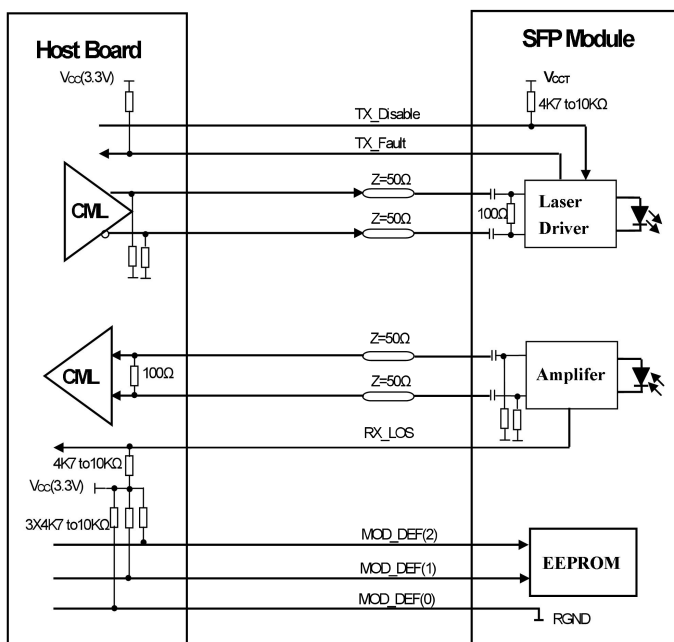 Host Board
SFP Module
VCC(3.3V)
VCCT
4K7 to10KΩ
TX_Disable
TX_Fault
Z=50Ω
CML
100Ω
Laser
Driver
Z=50Ω
Z=50Ω
CML
100Ω
Amplifer
Z=50Ω
RX_LOS
4K7 to10KΩ
VCC(3.3V)
3X4K7 to10KΩ
MOD_DEF(2)
EEPROM
MOD_DEF(1)
MOD_DEF(0)
RGND